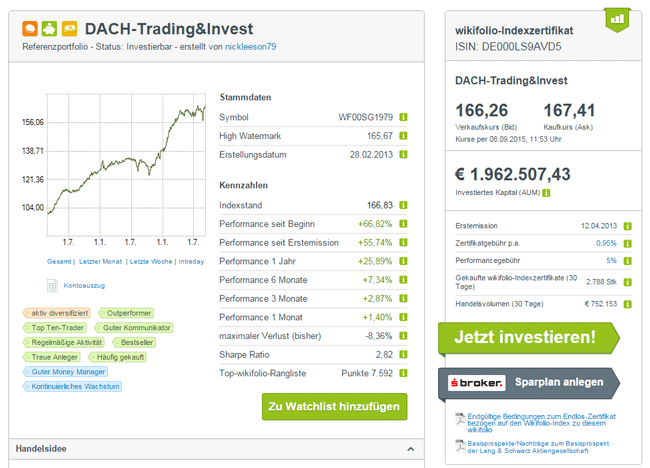 DACH-Trading&Invest
Referenzportfolio - Status: Investierbar - erstellt von nickleeson79
156,06
138,71
121,36
104,00
1.7. 1.1. 1.7. 1.1. 1.7.
Gesamt | Letzter Monat | Letzte Woche | Intraday
Kontoauszug
aktiv diversifiziert
Outperformer
Top Ten-Trader
Guter Kommunikator
Regelmäßige Aktivität
Bestseller
Treue Anleger
Häufig gekauft
Guter Money Manager
Kontinuierliches Wachstum
Stammdaten
Symbol WF00SG1979
High Watermark 165,67
Erstellungsdatum 28.02.2013
Kennzahlen
Indexstand 166,83
Performance seit Beginn +66,82%
Performance seit Erstemission +55,74%
Performance 1 Jahr +25,89%
Performance 6 Monate +7,34%
Performance 3 Monate +2,87%
Performance 1 Monat +1,40%
maximaler Verlust (bisher) -8,36%
Sharpe Ratio 2,82
Top-wikifolio-Rangliste Punkte 7.592
Zu Watchlist hinzufügen
Handelsidee
wikifolio-Indexzertifikat
ISIN: DE000LS9AVD5
DACH-Trading&Invest
166,26 167,41
Verkaufskurs (Bid) Kaufkurs (Ask)
Kurse per 08.09.2015, 11:53 Uhr
€ 1.962.507,43
Investiertes Kapital (AUM)
Erstemission 12.04.2013
Zertifikatgebühr p.a. 0,95%
Performancegebühr 5%
Gekaufte wikifolio-Indexzertifikate (30
Tage) 2.788 Stk
Handelsvolumen (30 Tage) € 752.153
Jetzt investieren!
broker. Sparplan anlegen
Endgültige Bedingungen zum Endlos-Zertifikat
bezogen auf den Wikifolio-Index zu diesem
wikifolio
Basisprospekte/Nachträge zum Basisprospekt
der Lang & Schwarz Aktiengesellschaft